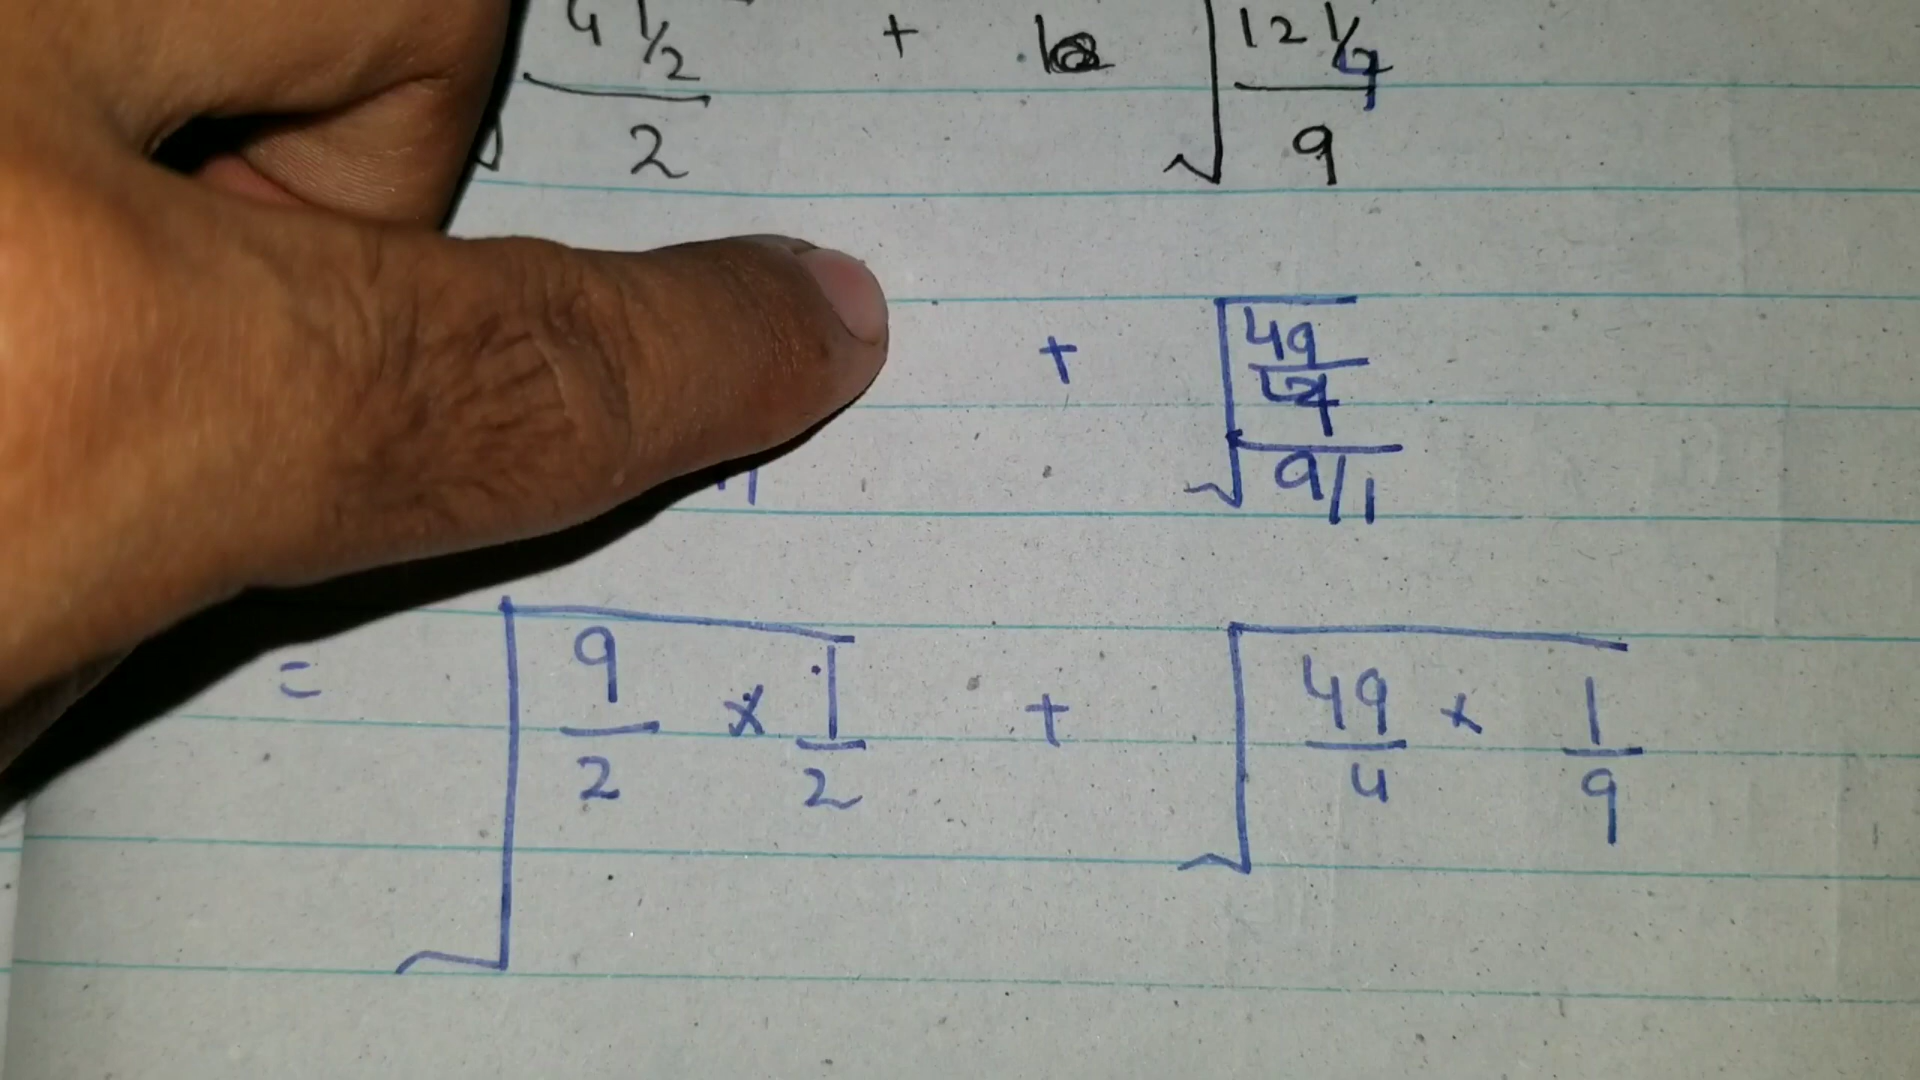 √(4 1/2 / 2) + √(12 1/4 / 9)
+ √(49/4 / 9/1)
= √(9/2 × 1/2) + √(49/4 × 1/9)